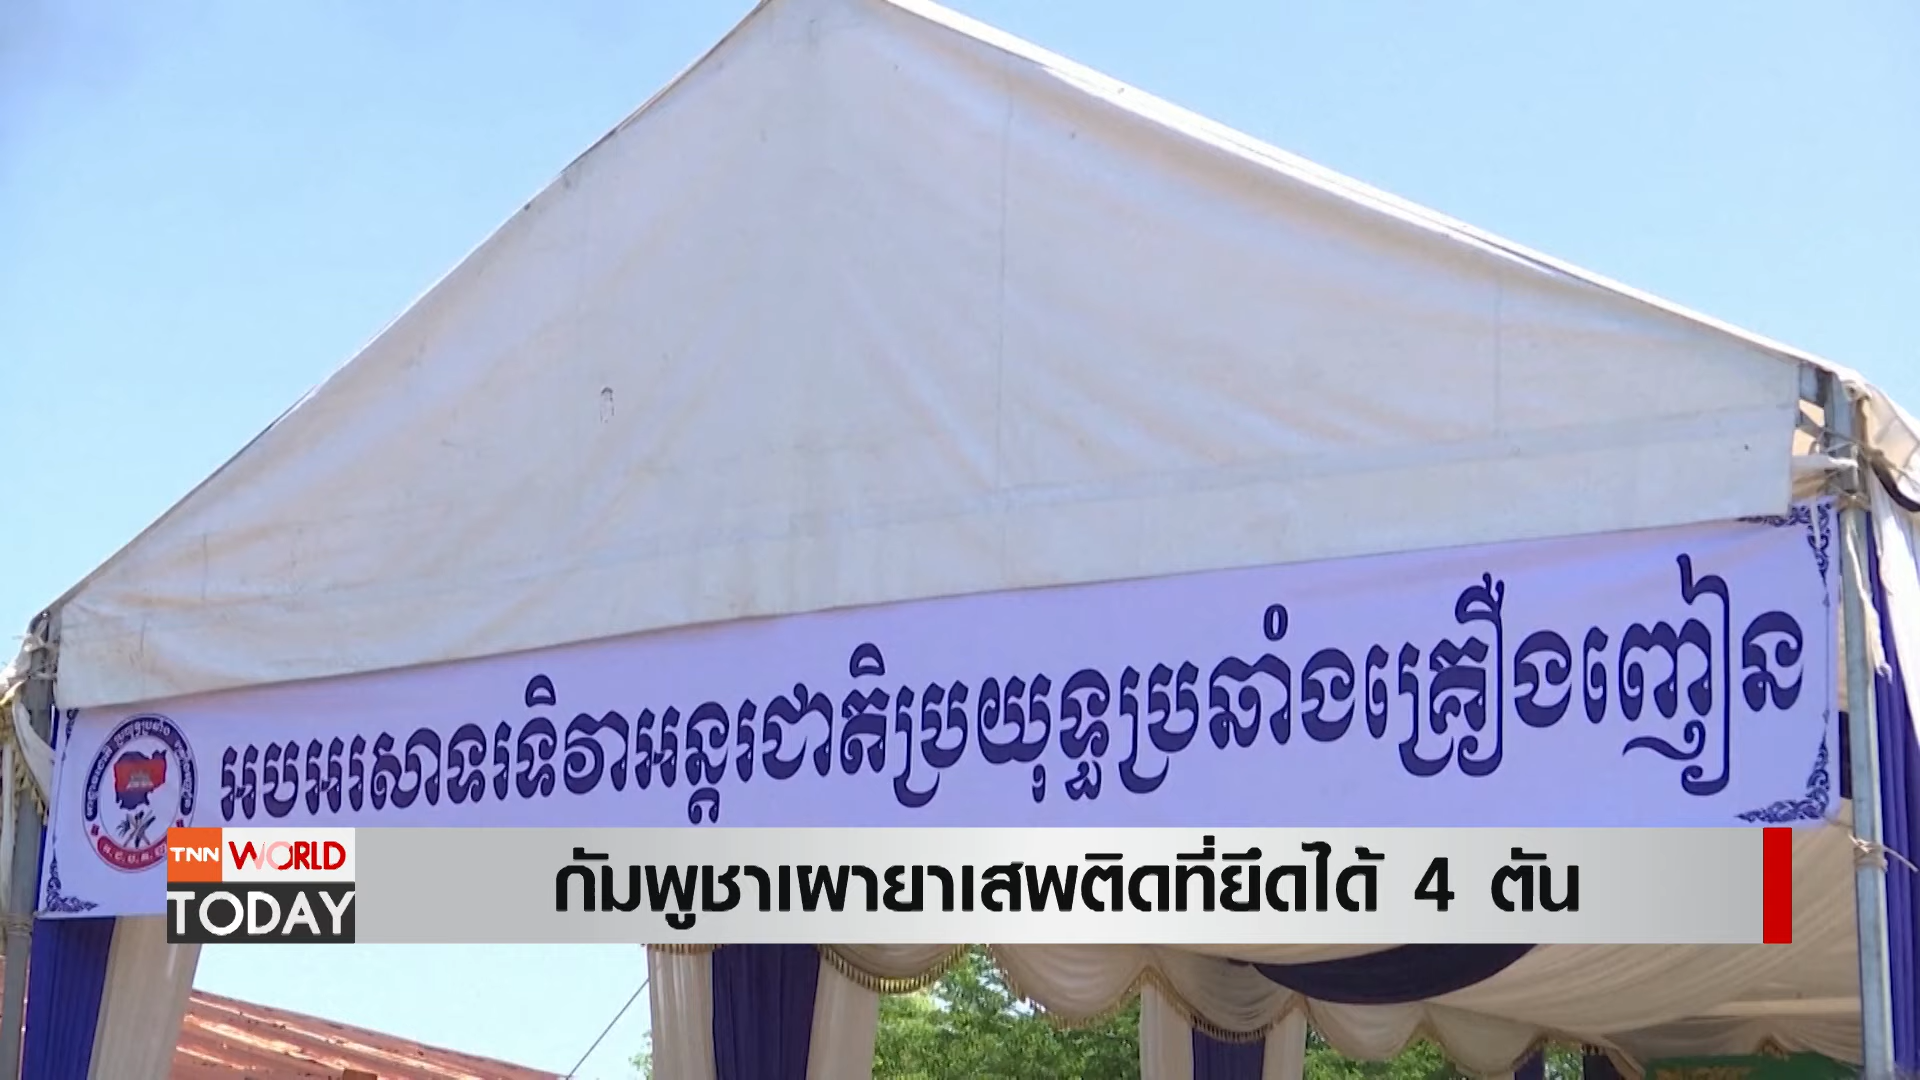 អបអរសាទរទិវាអន្តរជាតិប្រយុទ្ធប្រឆាំងគ្រឿងញៀន
TNN WORLD
TODAY
กัมพูชาเผายาเสพติดที่ยึดได้ 4 ตัน